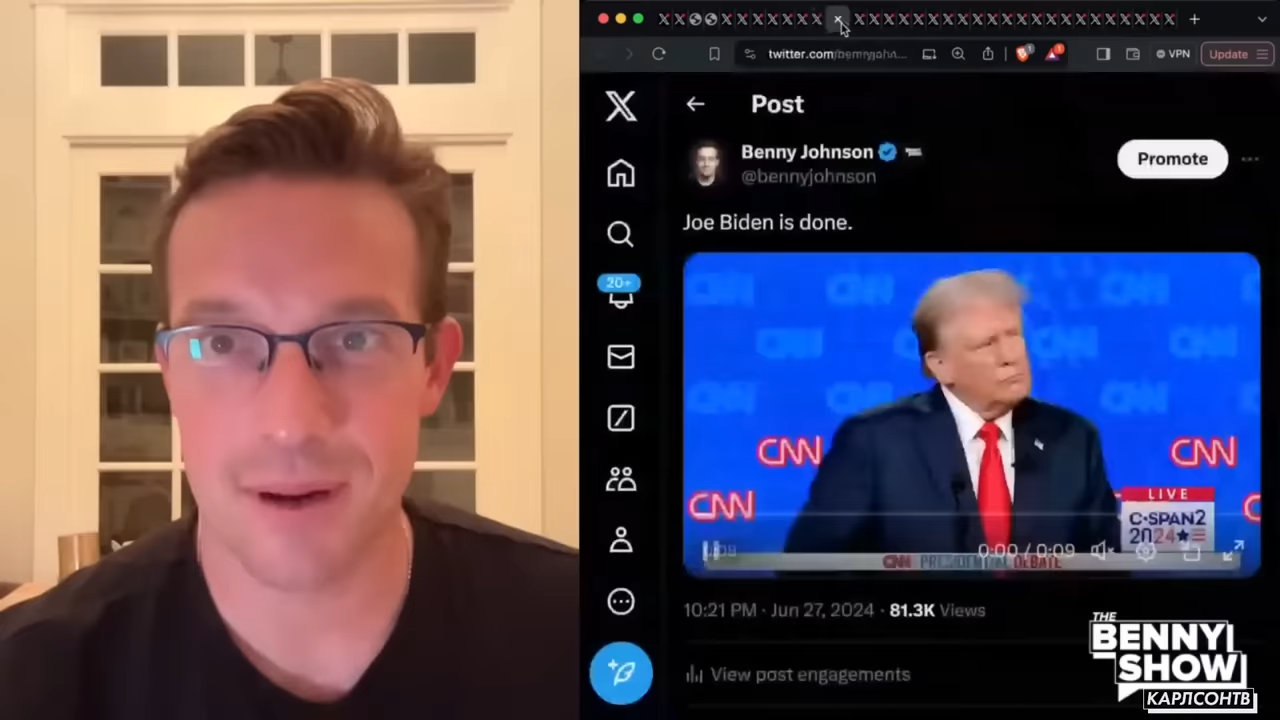 twitter.com/bennyjohn...
VPN
Update
Post
Benny Johnson
@bennyjohnson
Promote
Joe Biden is done.
20+
CNN
CNN
CNN
LIVE
C·SPAN2
2024
0:00 / 0:09
CNN PRESIDENTIAL DEBATE
10:21 PM · Jun 27, 2024 · 81.3K Views
View post engagements
THE
BENNY
SHOW
КАРЛСОНТВ